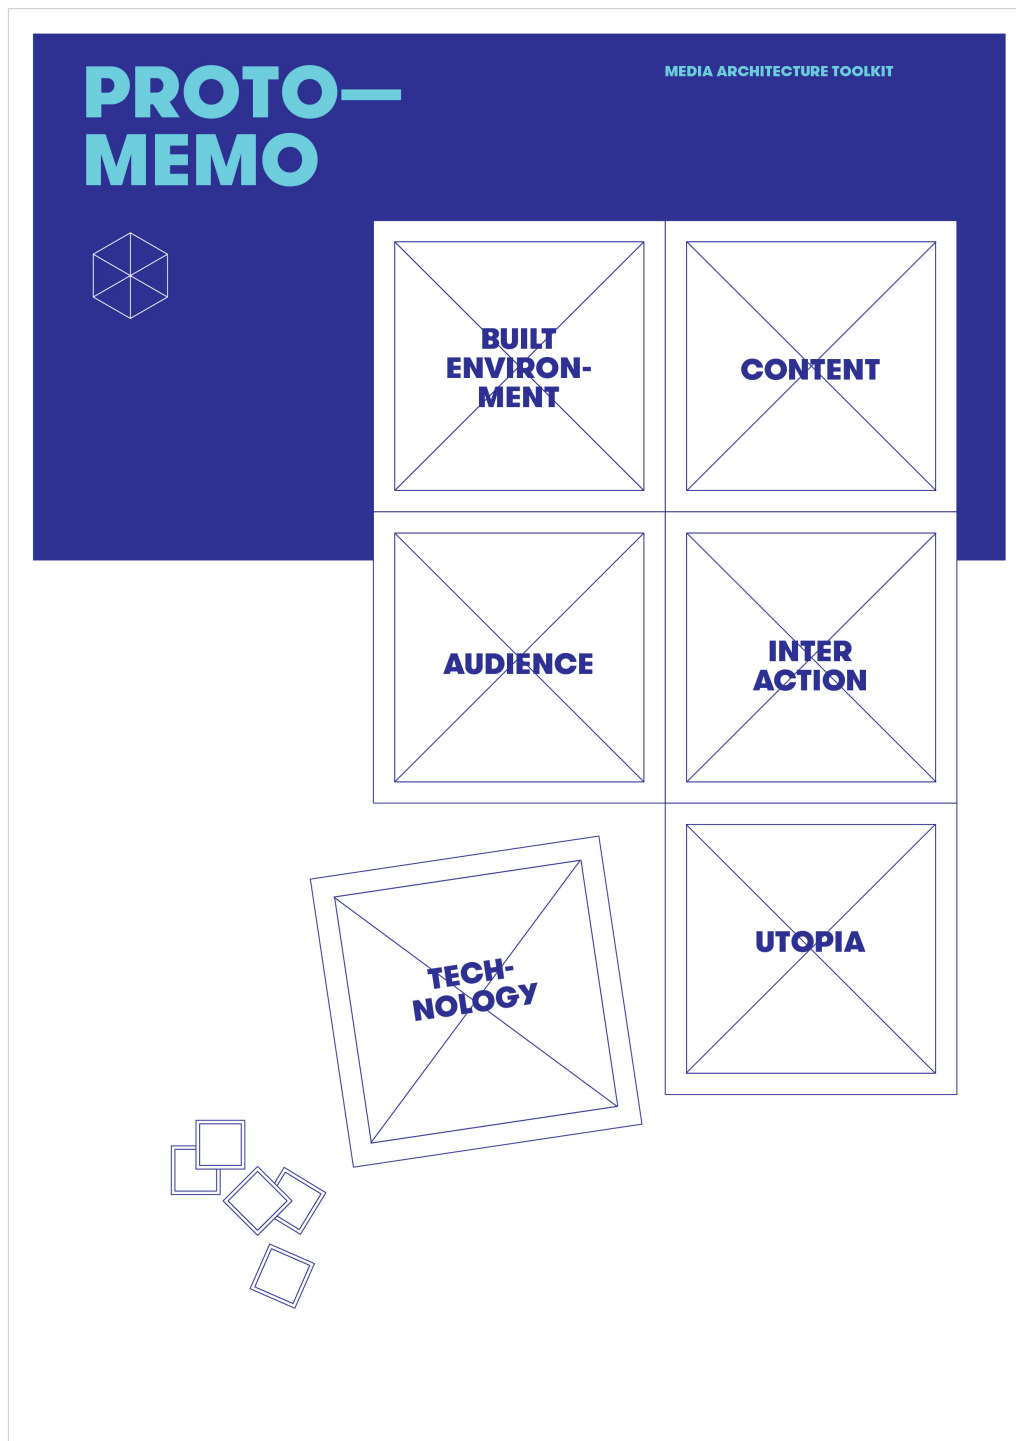 PROTO—
MEMO
MEDIA ARCHITECTURE TOOLKIT
BUILT
ENVIRON-
MENT
CONTENT
AUDIENCE
INTER
ACTION
TECH-
NOLOGY
UTOPIA